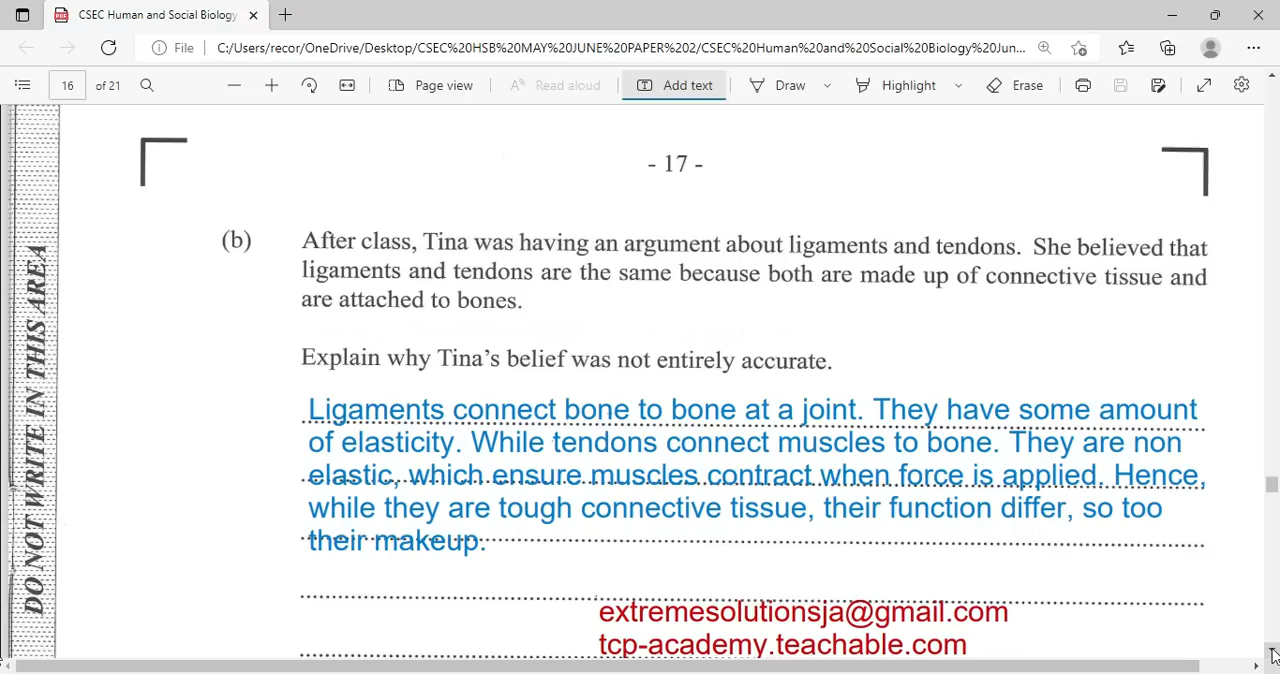 CSEC Human and Social Biology
File C:/Users/recor/OneDrive/Desktop/CSEC%20HSB%20MAY%20JUNE%20PAPER%202/CSEC%20Human%20and%20Social%20Biology%20Jun...
16 of 21 Page view Read aloud Add text Draw Highlight Erase
- 17 -
(b) After class, Tina was having an argument about ligaments and tendons. She believed that
ligaments and tendons are the same because both are made up of connective tissue and
are attached to bones.
Explain why Tina's belief was not entirely accurate.
Ligaments connect bone to bone at a joint. They have some amount
of elasticity. While tendons connect muscles to bone. They are non
elastic, which ensure muscles contract when force is applied. Hence,
while they are tough connective tissue, their function differ, so too
their makeup.
extremesolutionsja@gmail.com
tcp-academy.teachable.com
DO NOT WRITE IN THIS AREA